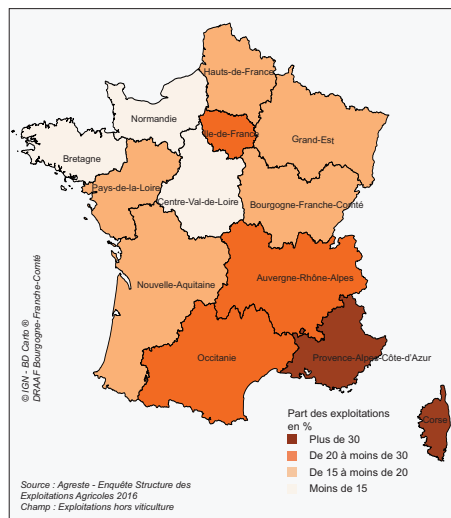 Hauts-de-France
Normandie
Ile-de-France
Grand-Est
Bretagne
Pays-de-la-Loire
Centre-Val-de-Loire
Bourgogne-Franche-Comté
Nouvelle-Aquitaine
Auvergne-Rhône-Alpes
Occitanie
Provence-Alpes-Côte-d'Azur
Corse
© IGN - BD Carto ®
DRAAF Bourgogne-Franche-Comté
Part des exploitations
en %
Plus de 30
De 20 à moins de 30
De 15 à moins de 20
Moins de 15
Source : Agreste - Enquête Structure des
Exploitations Agricoles 2016
Champ : Exploitations hors viticulture